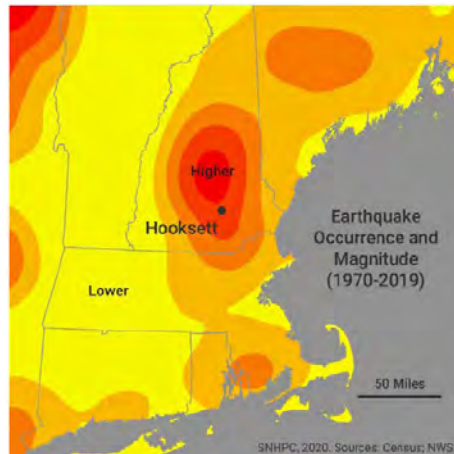 Higher
Hooksett
Earthquake
Occurrence and
Magnitude
(1970-2019)
Lower
50 Miles
SNHPC, 2020. Sources: Census; NWS